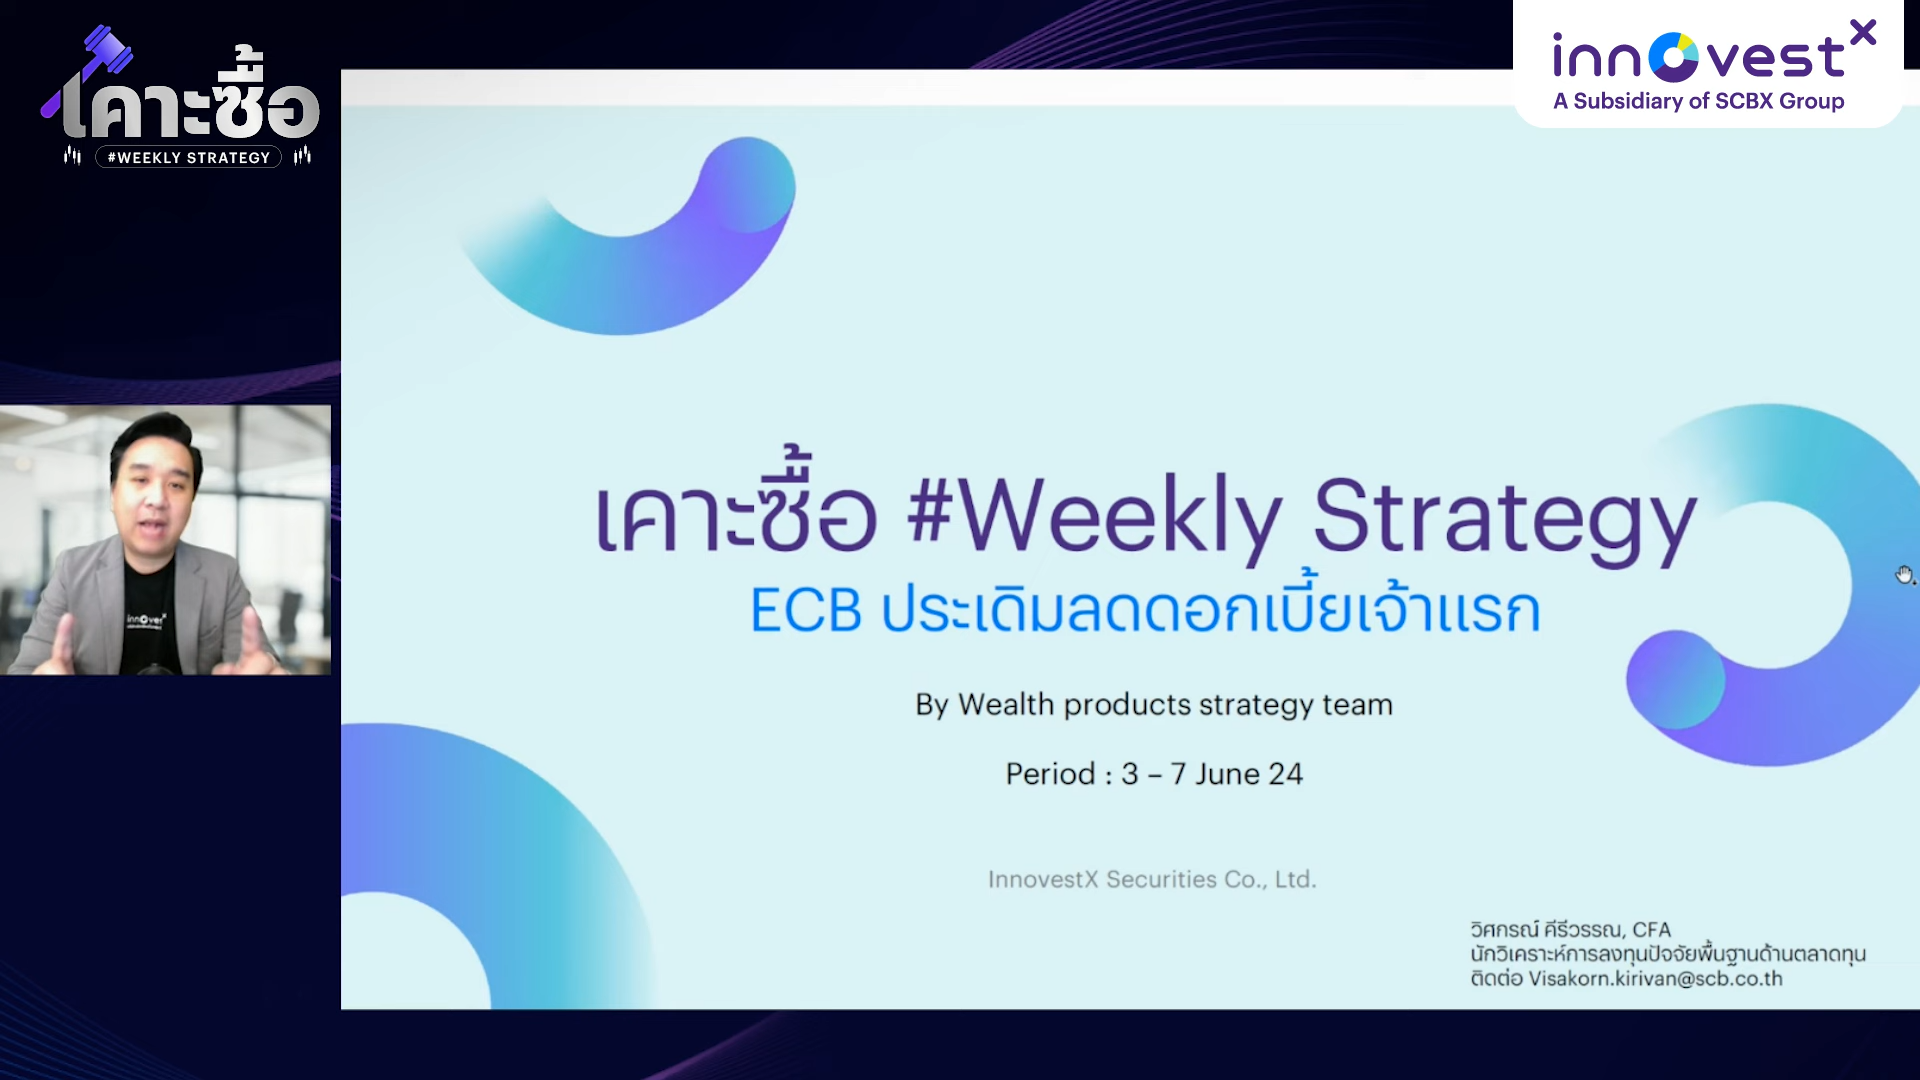 เคาะซื้อ
#WEEKLY STRATEGY
innovestX
A Subsidiary of SCBX Group
เคาะซื้อ #Weekly Strategy
ECB ประเดิมลดดอกเบี้ยเจ้าแรก
By Wealth products strategy team
Period : 3 – 7 June 24
InnovestX Securities Co., Ltd.
วิศกรณ์ คีรีวรรณ, CFA
นักวิเคราะห์การลงทุนปัจจัยพื้นฐานด้านตลาดทุน
ติดต่อ Visakorn.kirivan@scb.co.th